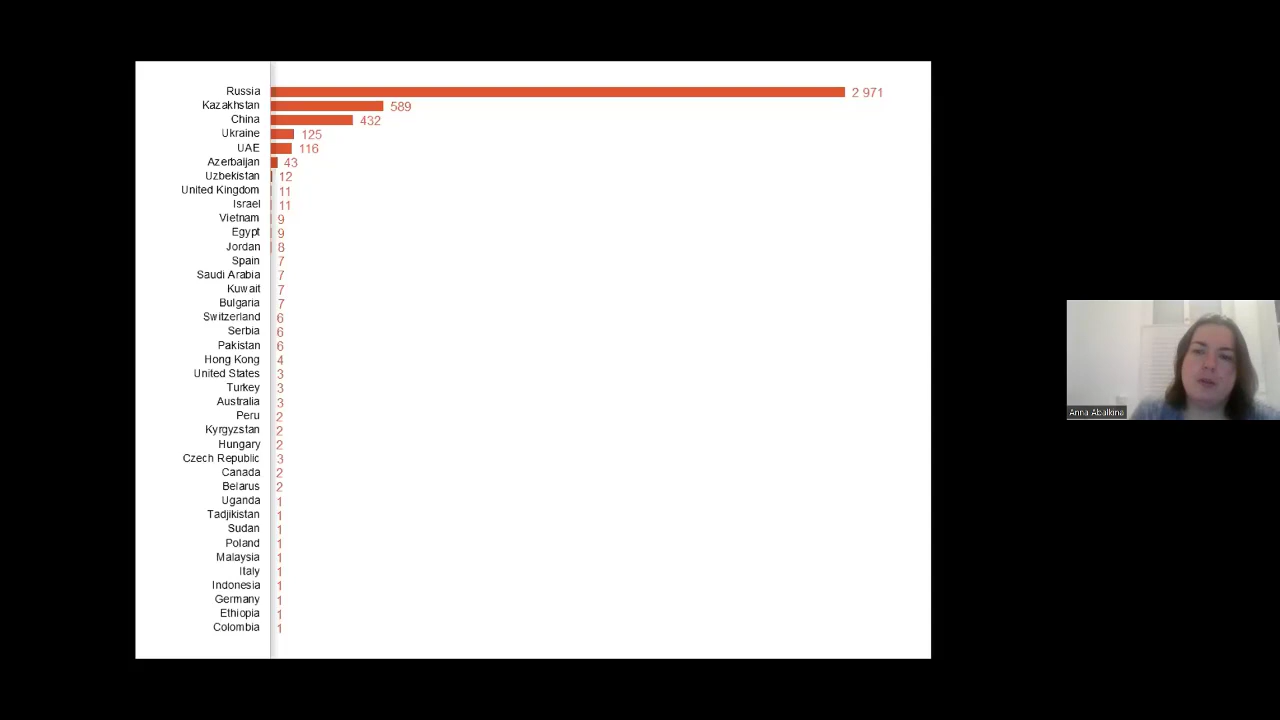 Russia 2 971
Kazakhstan 589
China 432
Ukraine 125
UAE 116
Azerbaijan 43
Uzbekistan 12
United Kingdom 11
Israel 11
Vietnam 9
Egypt 9
Jordan 8
Spain 7
Saudi Arabia 7
Kuwait 7
Bulgaria 7
Switzerland 6
Serbia 6
Pakistan 6
Hong Kong 4
United States 3
Turkey 3
Australia 3
Peru 2
Kyrgyzstan 2
Hungary 2
Czech Republic 3
Canada 2
Belarus 2
Uganda 1
Tadjikistan 1
Sudan 1
Poland 1
Malaysia 1
Italy 1
Indonesia 1
Germany 1
Ethiopia 1
Colombia 1
Anna Abalkina